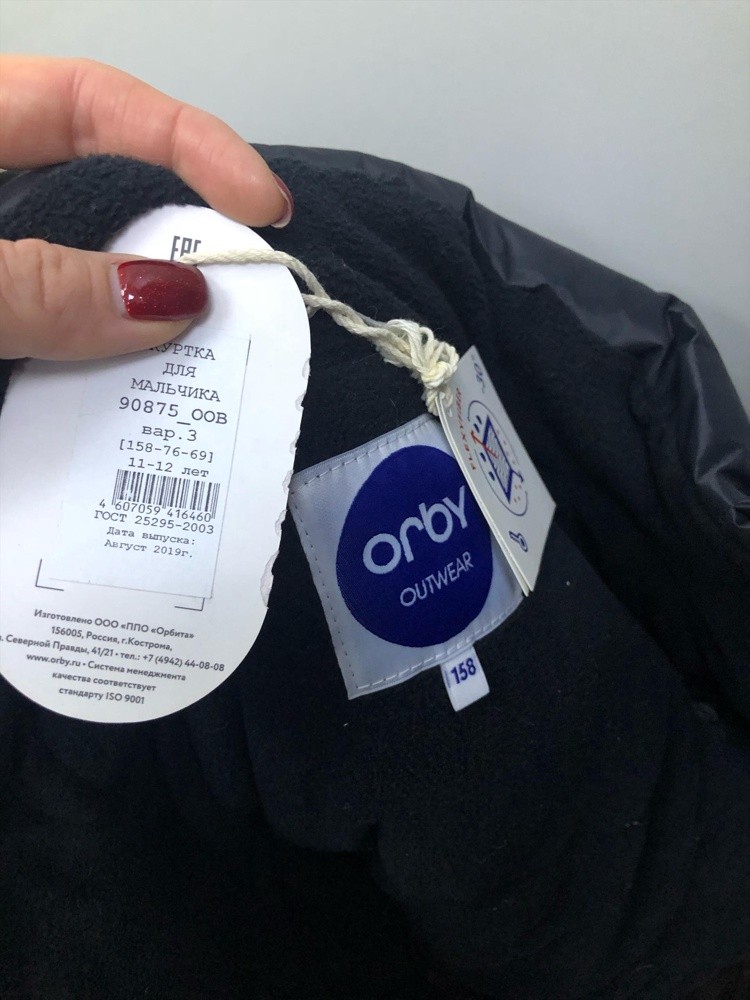 EAC
КУРТКА
ДЛЯ
МАЛЬЧИКА
90875_OOB
вар.3
[158-76-69]
11-12 лет
4 607059 416460
ГОСТ 25295-2003
Дата выпуска:
Август 2019г.
Изготовлено ООО «ППО «Орбита»
156005, Россия, г.Кострома,
. Северной Правды, 41/21 • тел.: +7 (4942) 44-08-08
www.orby.ru • Система менеджмента
качества соответствует
стандарту ISO 9001
orby
OUTWEAR
158
-30